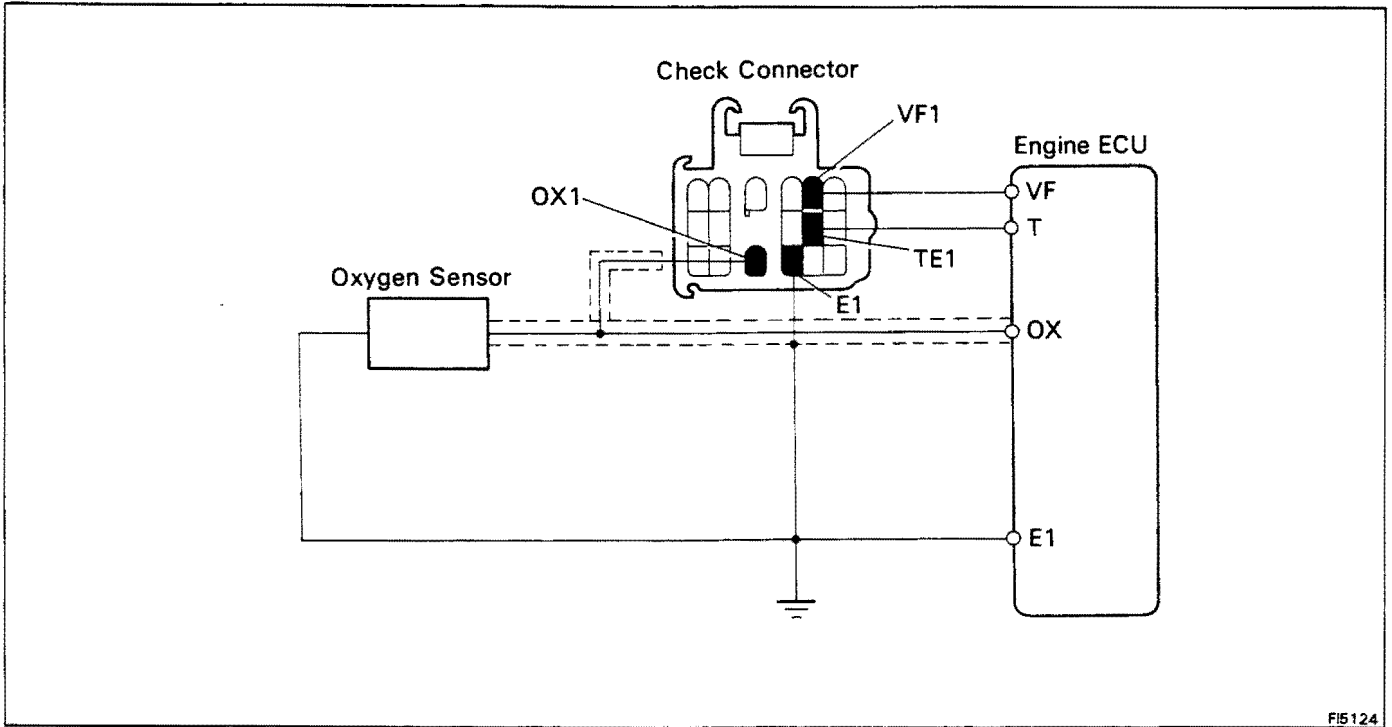 Check Connector
VF1
Engine ECU
VF
OX1
T
TE1
Oxygen Sensor
E1
OX
E1
FI5124